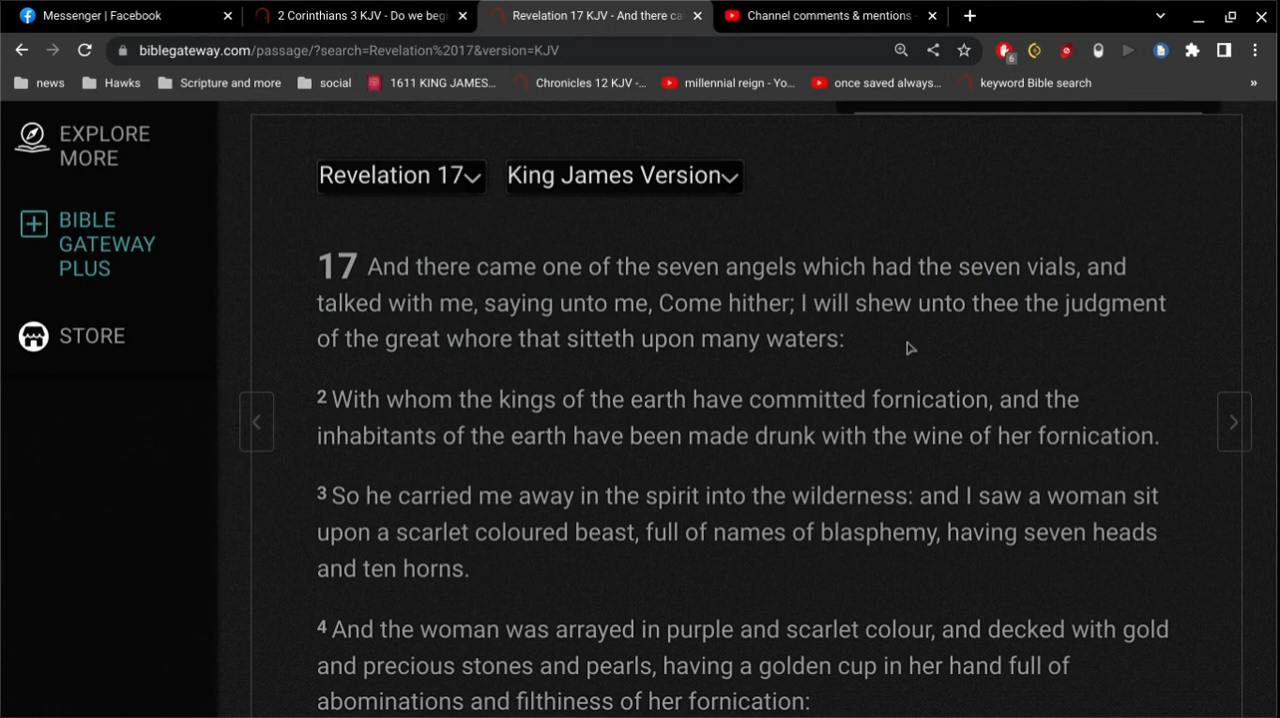 Messenger | Facebook
2 Corinthians 3 KJV - Do we beg
Revelation 17 KJV - And there ca
Channel comments & mentions
biblegateway.com/passage/?search=Revelation%2017&version=KJV
6
news
Hawks
Scripture and more
social
1611 KING JAMES...
Chronicles 12 KJV -...
millennial reign - Yo...
once saved always...
keyword Bible search
»
EXPLORE
MORE
BIBLE
GATEWAY
PLUS
STORE
Revelation 17
King James Version
17 And there came one of the seven angels which had the seven vials, and
talked with me, saying unto me, Come hither; I will shew unto thee the judgment
of the great whore that sitteth upon many waters:
2 With whom the kings of the earth have committed fornication, and the
inhabitants of the earth have been made drunk with the wine of her fornication.
3 So he carried me away in the spirit into the wilderness: and I saw a woman sit
upon a scarlet coloured beast, full of names of blasphemy, having seven heads
and ten horns.
4 And the woman was arrayed in purple and scarlet colour, and decked with gold
and precious stones and pearls, having a golden cup in her hand full of
abominations and filthiness of her fornication: